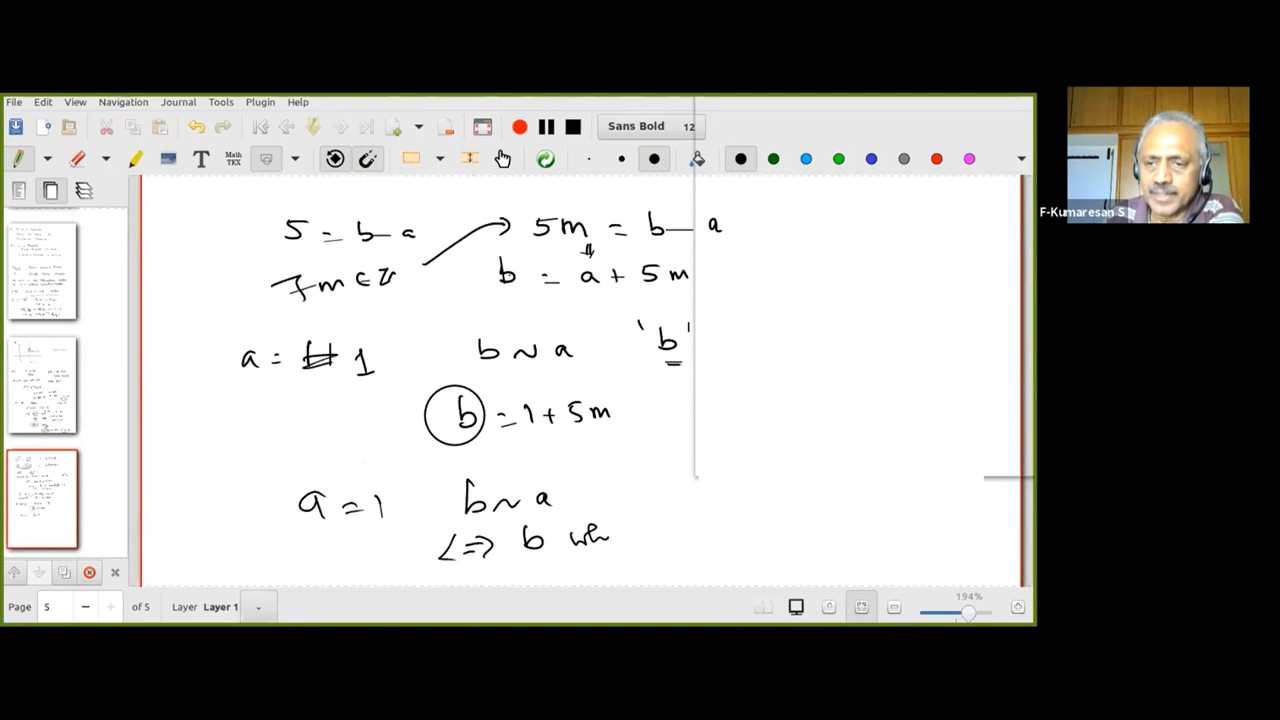 File Edit View Navigation Journal Tools Plugin Help
Sans Bold 12
5 = b - a
5m = b - a
∃ m ∈ ℤ
b = a + 5m
'b'
a = 1
b ~ a
b = 1 + 5m
a = 1
b ~ a
<=> b wh
Page 5 of 5 Layer Layer 1
194%
F-Kumaresan S